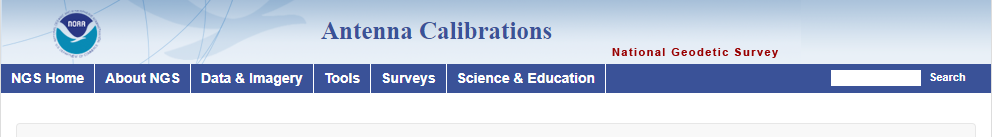 NOAA
Antenna Calibrations
National Geodetic Survey
NGS Home About NGS Data & Imagery Tools Surveys Science & Education Search